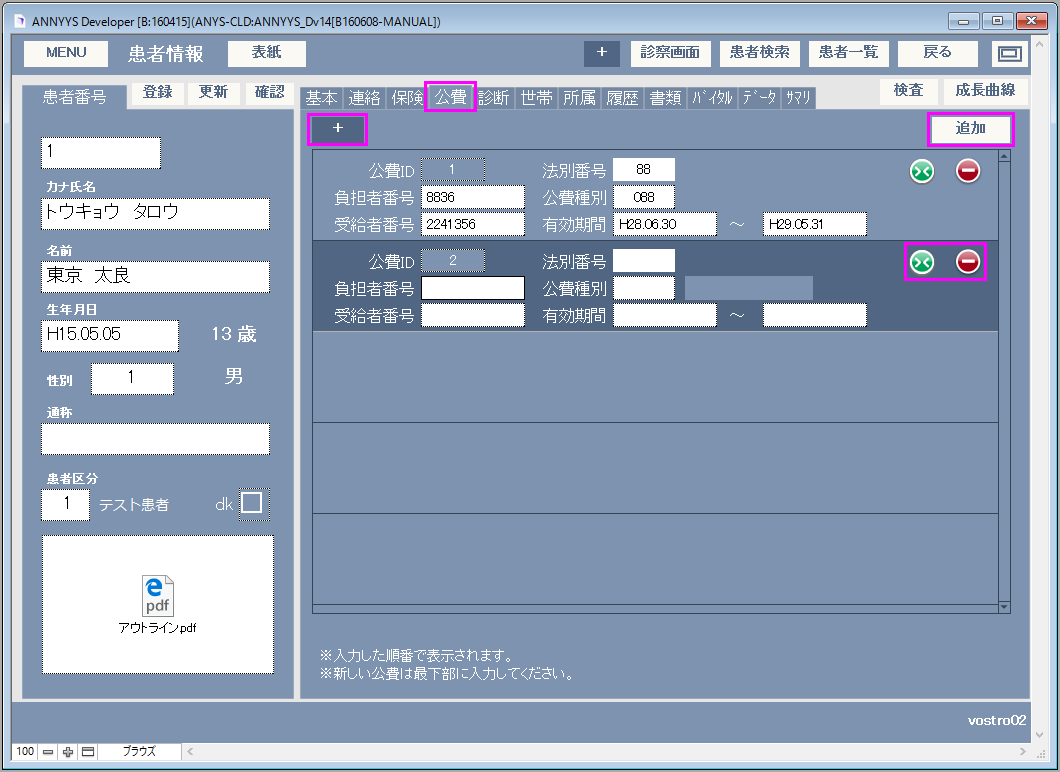 ANNYYS Developer [B:160415](ANYS-CLD:ANNYYS_Dv14[B160608-MANUAL])
MENU 患者情報 表紙 + 診察画面 患者検索 患者一覧 戻る
患者番号 登録 更新 確認 基本 連絡 保険 公費 診断 世帯 所属 履歴 書類 バイタル データ サマリ 検査 成長曲線
+ 追加
1
カナ氏名
トウキョウ タロウ
名前
東京 太良
生年月日
H15.05.05 13 歳
性別 1 男
通称
患者区分
1 テスト患者 dk
pdf
アウトライン.pdf
公費ID 1 法別番号 88
負担者番号 8836 公費種別 088
受給者番号 2241356 有効期間 H28.06.30 ～ H29.05.31
公費ID 2 法別番号
負担者番号 公費種別
受給者番号 有効期間 ～
※入力した順番で表示されます。
※新しい公費は最下部に入力してください。
vostro02
100 ブラウズ